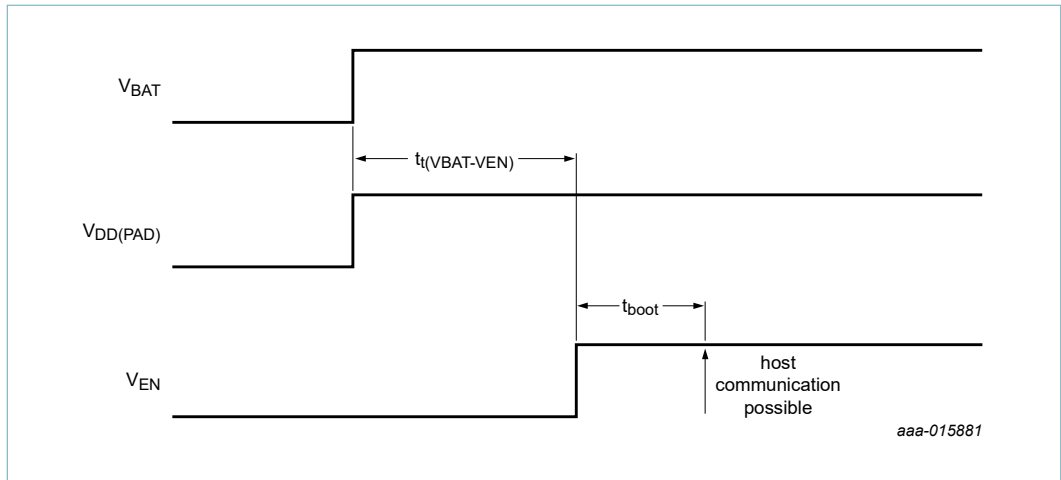 VBAT
tt(VBAT-VEN)
VDD(PAD)
tboot
VEN
host
communication
possible
aaa-015881